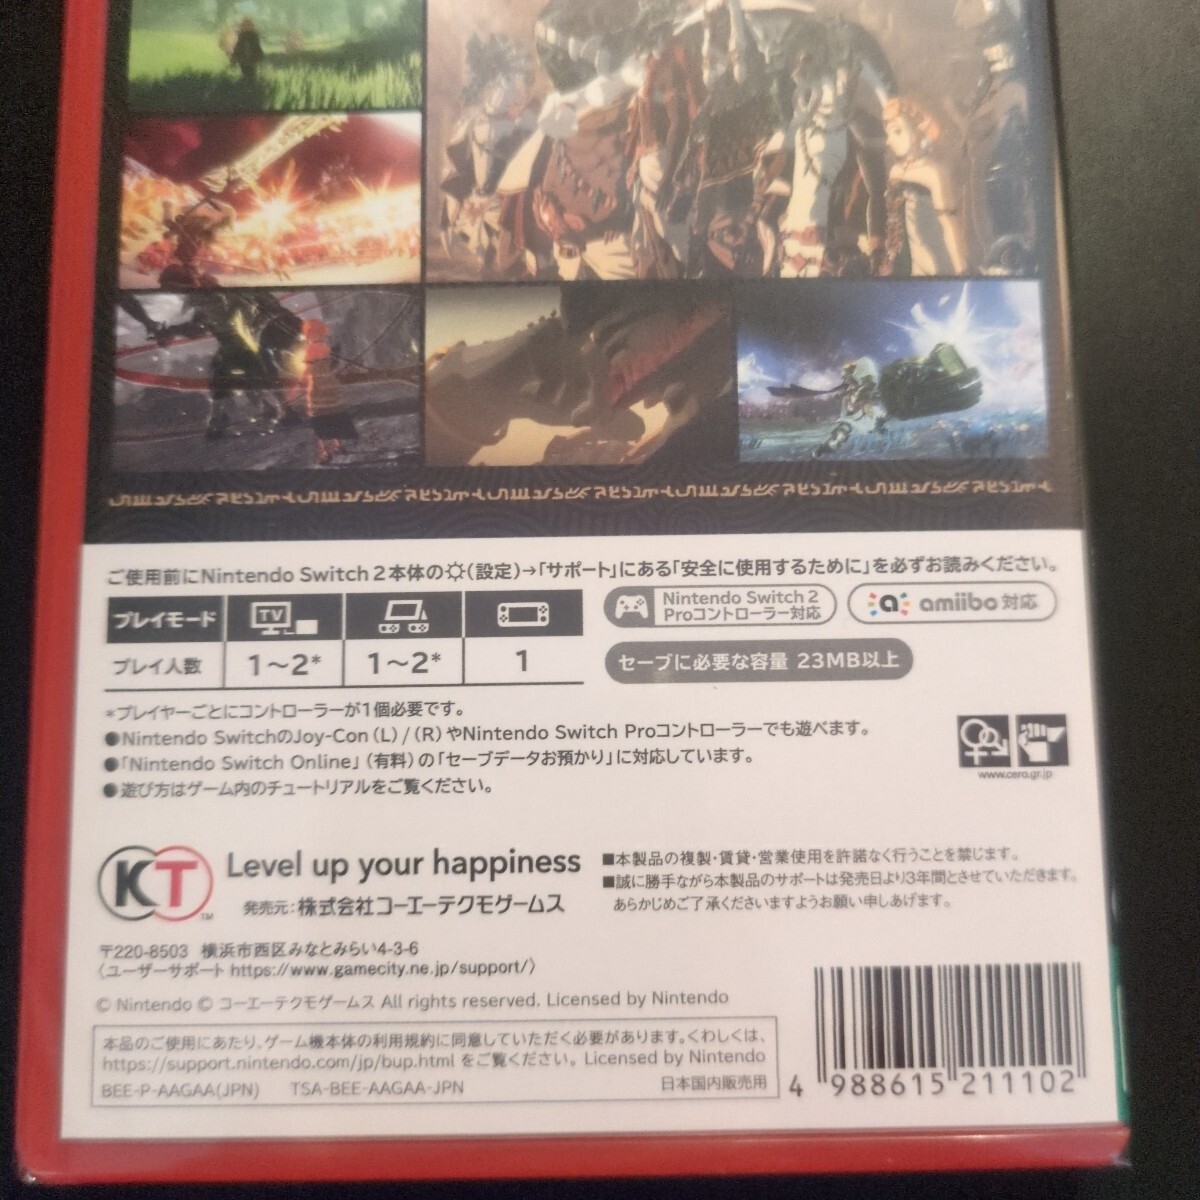 ご使用前にNintendo Switch 2本体の(設定)→「サポート」にある「安全に使用するために」を必ずお読みください。
プレイモード TV
プレイ人数 1～2* 1～2* 1
Nintendo Switch 2
Proコントローラー対応
a amiibo 対応
セーブに必要な容量 23MB以上
*プレイヤーごとにコントローラーが1個必要です。
●Nintendo SwitchのJoy-Con（L）/（R）やNintendo Switch Proコントローラーでも遊べます。
●「Nintendo Switch Online」（有料）の「セーブデータお預かり」に対応しています。
●遊び方はゲーム内のチュートリアルをご覧ください。
www.cero.gr.jp
KT™ Level up your happiness
発売元：株式会社コーエーテクモゲームス
■本製品の複製・賃貸・営業使用を許諾なく行うことを禁じます。
■誠に勝手ながら本製品のサポートは発売日より3年間とさせていただきます。
あらかじめご了承くださいますようお願い申しあげます。
〒220-8503 横浜市西区みなとみらい4-3-6
〈ユーザーサポート https://www.gamecity.ne.jp/support/〉
© Nintendo © コーエーテクモゲームス All rights reserved. Licensed by Nintendo
本品のご使用にあたり、ゲーム機本体の利用規約に同意していただく必要があります。くわしくは、
https://support.nintendo.com/jp/bup.html をご覧ください。 Licensed by Nintendo
BEE-P-AAGAA(JPN) TSA-BEE-AAGAA-JPN 日本国内販売用
4 988615 211102